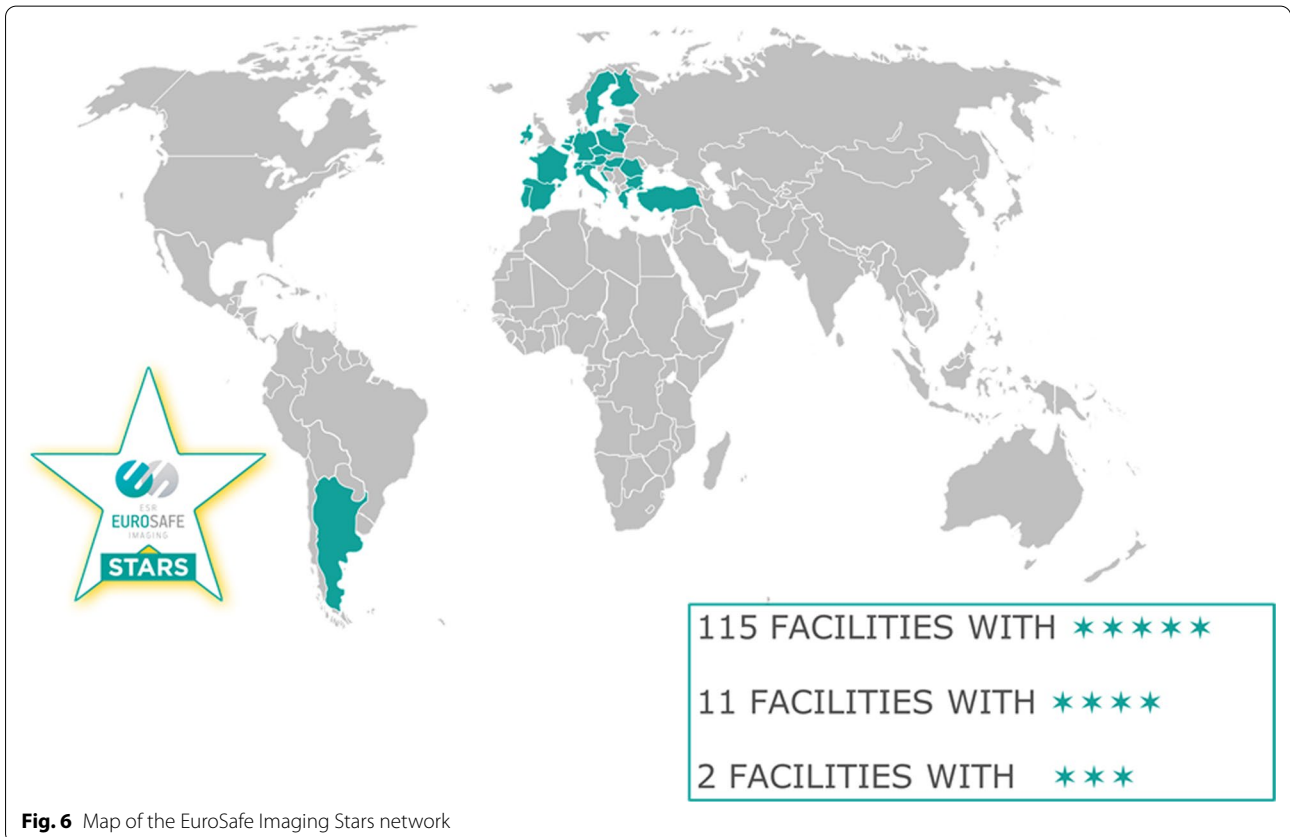 ESR
EUROSAFE
IMAGING
STARS
115 FACILITIES WITH ✶✶✶✶✶
11 FACILITIES WITH ✶✶✶✶
2 FACILITIES WITH ✶✶✶
Fig. 6 Map of the EuroSafe Imaging Stars network